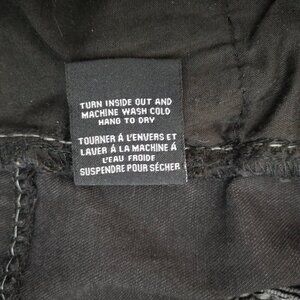 TURN INSIDE OUT AND
MACHINE WASH COLD
HANG TO DRY
TOURNER Á L'ENVERS ET
LAVER Á LA MACHINE Á
L'EAU FROIDE
SUSPENDRE POUR SÉCHER